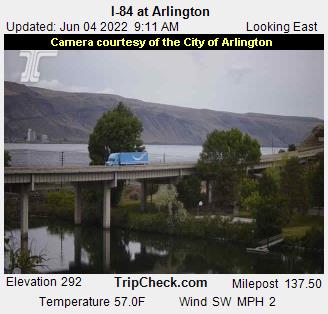 I-84 at Arlington
Updated: Jun 04 2022 9:11 AM Looking East
Camera courtesy of the City of Arlington
Elevation 292 TripCheck.com Milepost 137.50
Temperature 57.0F Wind SW MPH 2